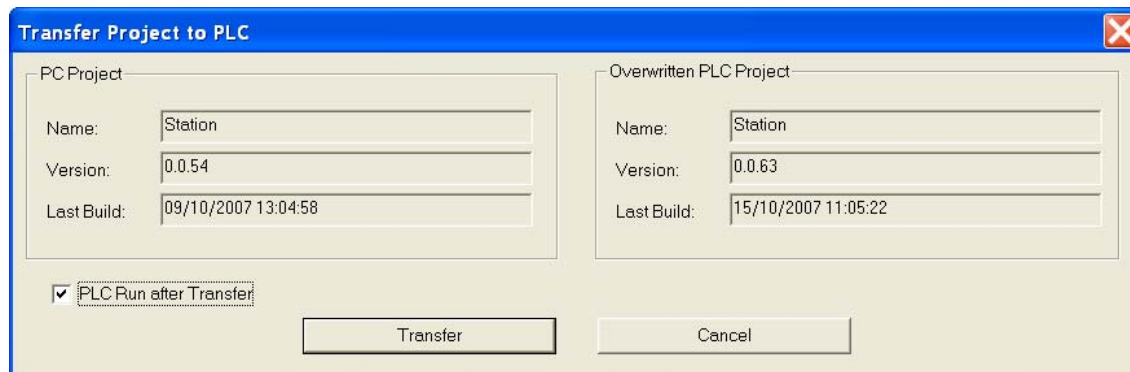 Transfer Project to PLC
PC Project
Name: Station
Version: 0.0.54
Last Build: 09/10/2007 13:04:58
Overwritten PLC Project
Name: Station
Version: 0.0.63
Last Build: 15/10/2007 11:05:22
PLC Run after Transfer
Transfer
Cancel